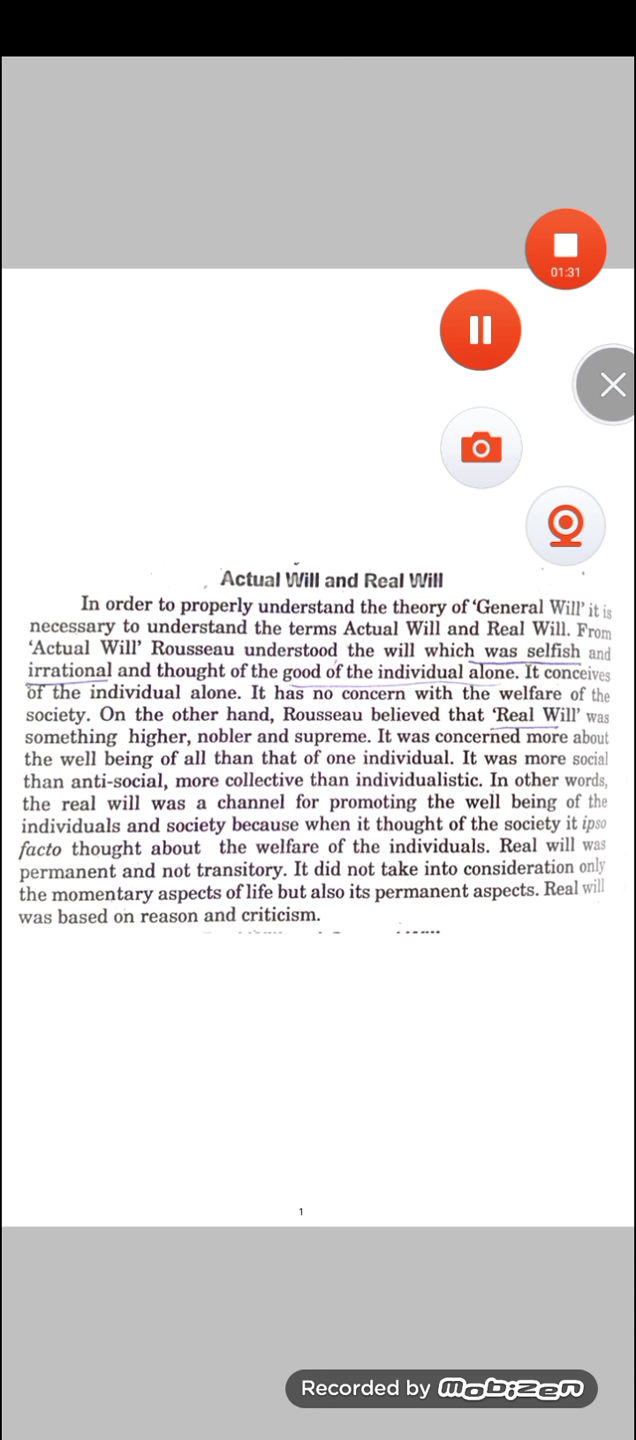 01:31
Actual Will and Real Will
In order to properly understand the theory of 'General Will' it is
necessary to understand the terms Actual Will and Real Will. From
'Actual Will' Rousseau understood the will which was selfish and
irrational and thought of the good of the individual alone. It conceives
of the individual alone. It has no concern with the welfare of the
society. On the other hand, Rousseau believed that 'Real Will' was
something higher, nobler and supreme. It was concerned more about
the well being of all than that of one individual. It was more social
than anti-social, more collective than individualistic. In other words,
the real will was a channel for promoting the well being of the
individuals and society because when it thought of the society it ipso
facto thought about the welfare of the individuals. Real will was
permanent and not transitory. It did not take into consideration only
the momentary aspects of life but also its permanent aspects. Real will
was based on reason and criticism.
1
Recorded by Mobizen